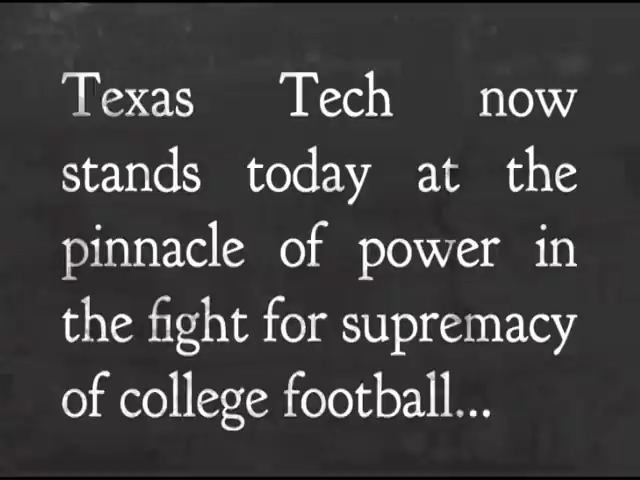 Texas Tech now
stands today at the
pinnacle of power in
the fight for supremacy
of college football...